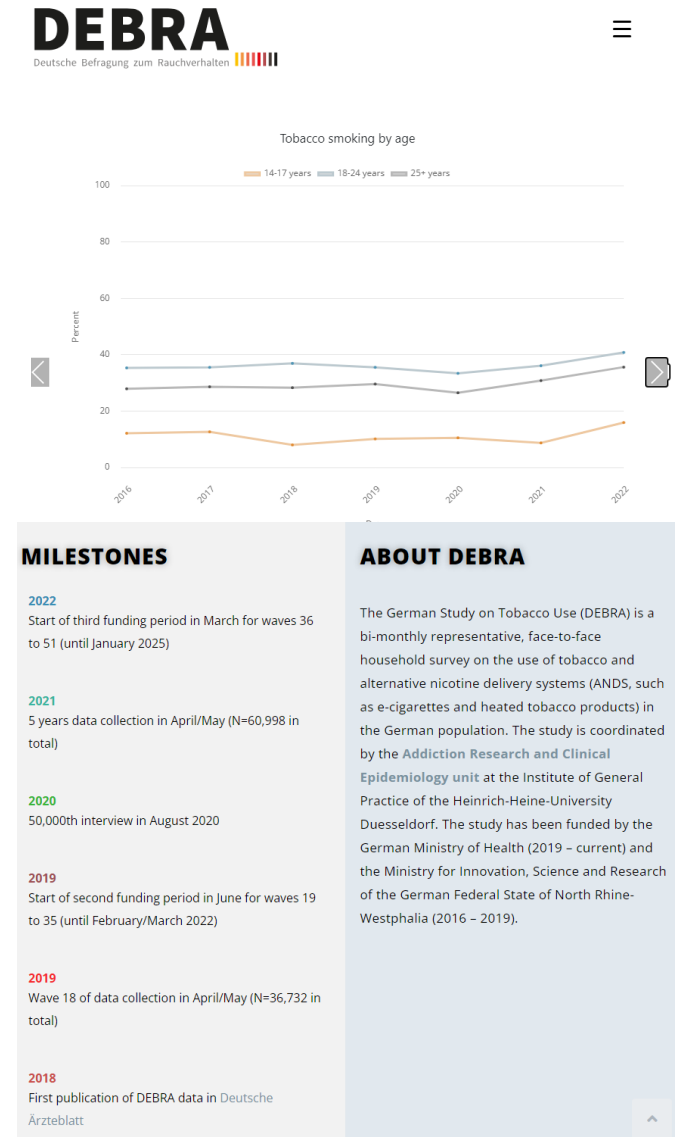 DEBRA
Deutsche Befragung zum Rauchverhalten
Tobacco smoking by age
14-17 years 18-24 years 25+ years
100
80
60
Percent
40
20
0
2016 2017 2018 2019 2020 2021 2022
MILESTONES
2022
Start of third funding period in March for waves 36
to 51 (until January 2025)
2021
5 years data collection in April/May (N=60,998 in
total)
2020
50,000th interview in August 2020
2019
Start of second funding period in June for waves 19
to 35 (until February/March 2022)
2019
Wave 18 of data collection in April/May (N=36,732 in
total)
2018
First publication of DEBRA data in Deutsche
Ärzteblatt
ABOUT DEBRA
The German Study on Tobacco Use (DEBRA) is a
bi-monthly representative, face-to-face
household survey on the use of tobacco and
alternative nicotine delivery systems (ANDS, such
as e-cigarettes and heated tobacco products) in
the German population. The study is coordinated
by the Addiction Research and Clinical
Epidemiology unit at the Institute of General
Practice of the Heinrich-Heine-University
Duesseldorf. The study has been funded by the
German Ministry of Health (2019 – current) and
the Ministry for Innovation, Science and Research
of the German Federal State of North Rhine-
Westphalia (2016 – 2019).